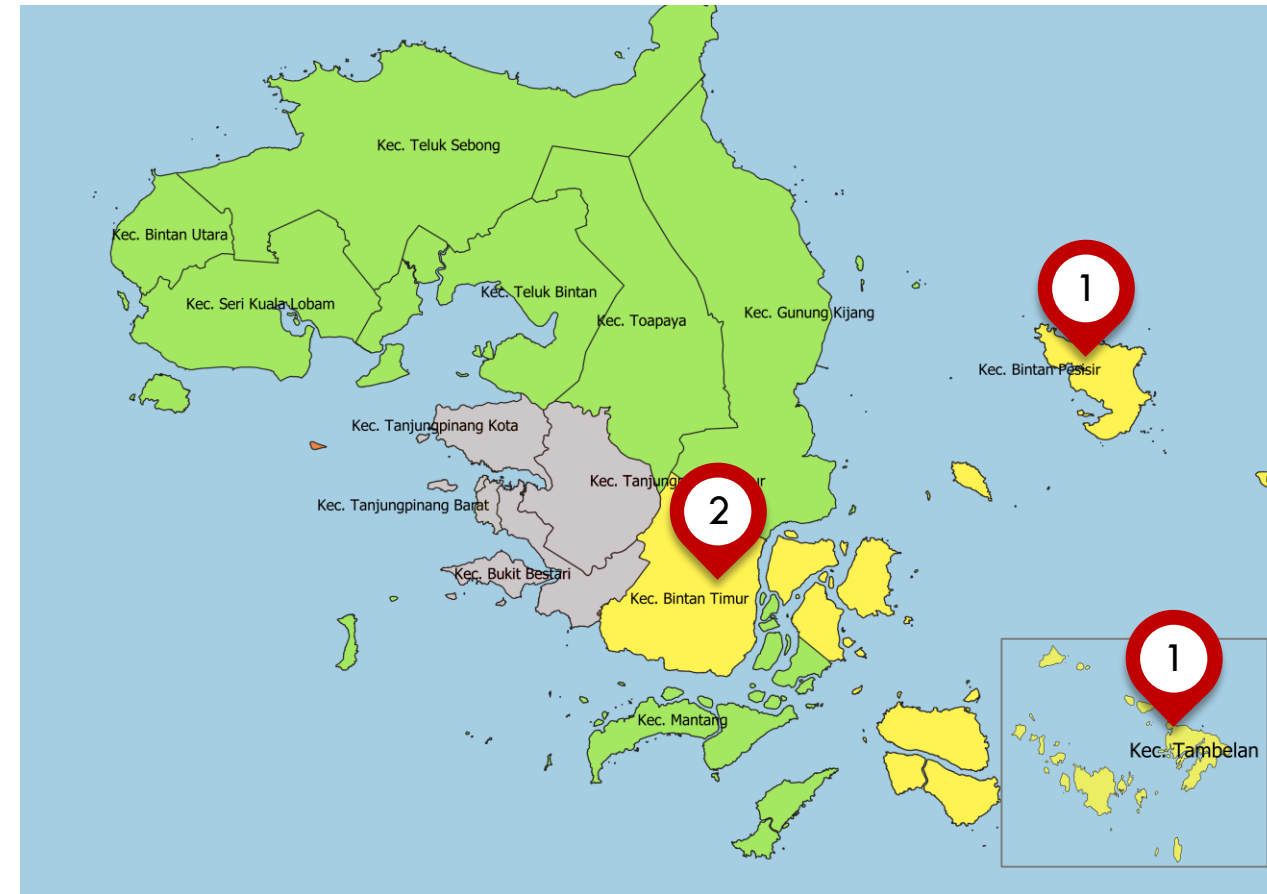 Kec. Teluk Sebong
Kec. Bintan Utara
Kec. Seri Kuala Lobam
Kec. Teluk Bintan
Kec. Toapaya
Kec. Gunung Kijang
1
Kec. Bintan Pesisir
Kec. Tanjungpinang Kota
Kec. Tanjungpinang Barat
2
Kec. Bukit Bestari
Kec. Bintan Timur
Kec. Mantang
1
Kec. Tambelan